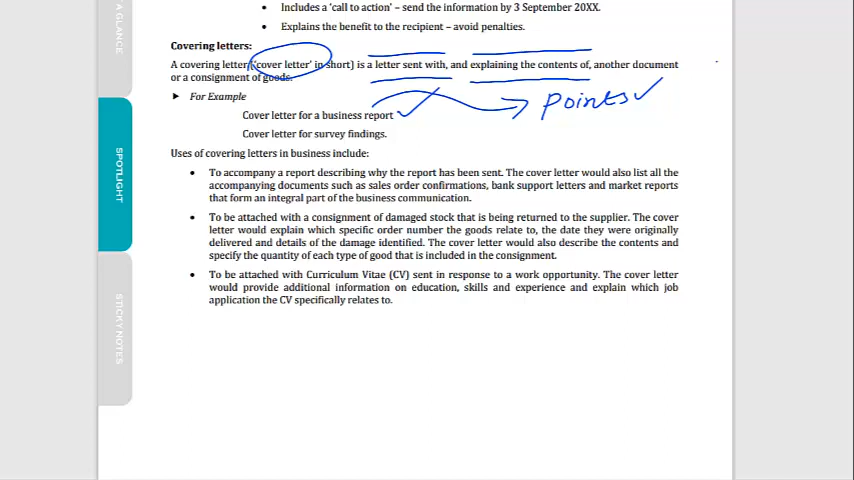 A GLANCE
SPOTLIGHT
STICKY NOTES
• Includes a 'call to action' – send the information by 3 September 20XX.
• Explains the benefit to the recipient – avoid penalties.
Covering letters:
A covering letter ('cover letter' in short) is a letter sent with, and explaining the contents of, another document
or a consignment of goods.
➤ For Example
Cover letter for a business report
points
Cover letter for survey findings.
Uses of covering letters in business include:
• To accompany a report describing why the report has been sent. The cover letter would also list all the
accompanying documents such as sales order confirmations, bank support letters and market reports
that form an integral part of the business communication.
• To be attached with a consignment of damaged stock that is being returned to the supplier. The cover
letter would explain which specific order number the goods relate to, the date they were originally
delivered and details of the damage identified. The cover letter would also describe the contents and
specify the quantity of each type of good that is included in the consignment.
• To be attached with Curriculum Vitae (CV) sent in response to a work opportunity. The cover letter
would provide additional information on education, skills and experience and explain which job
application the CV specifically relates to.